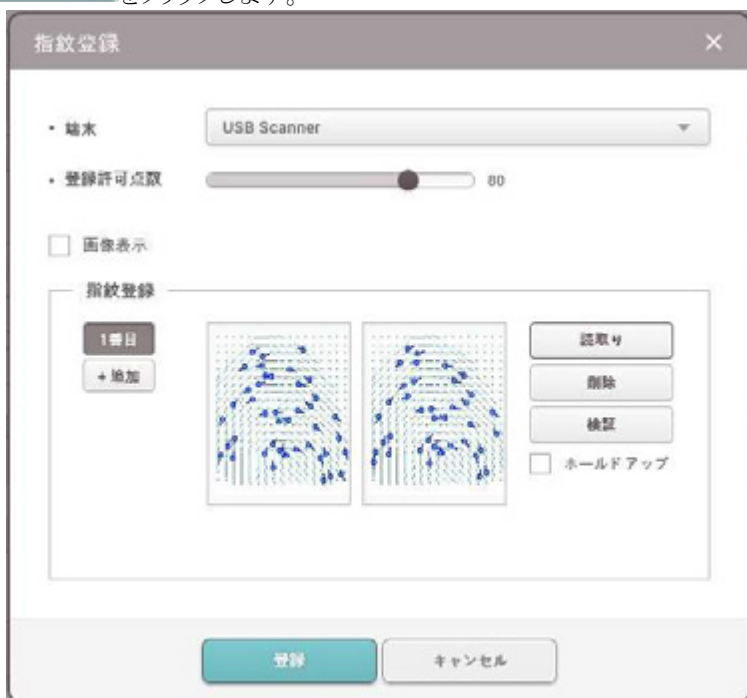 をクリックします。
指紋登録
・ 端末 USB Scanner
・ 登録許可点数 80
画像表示
指紋登録
1番目 読取り
+ 追加 削除
検証
ホールドアップ
登録 キャンセル